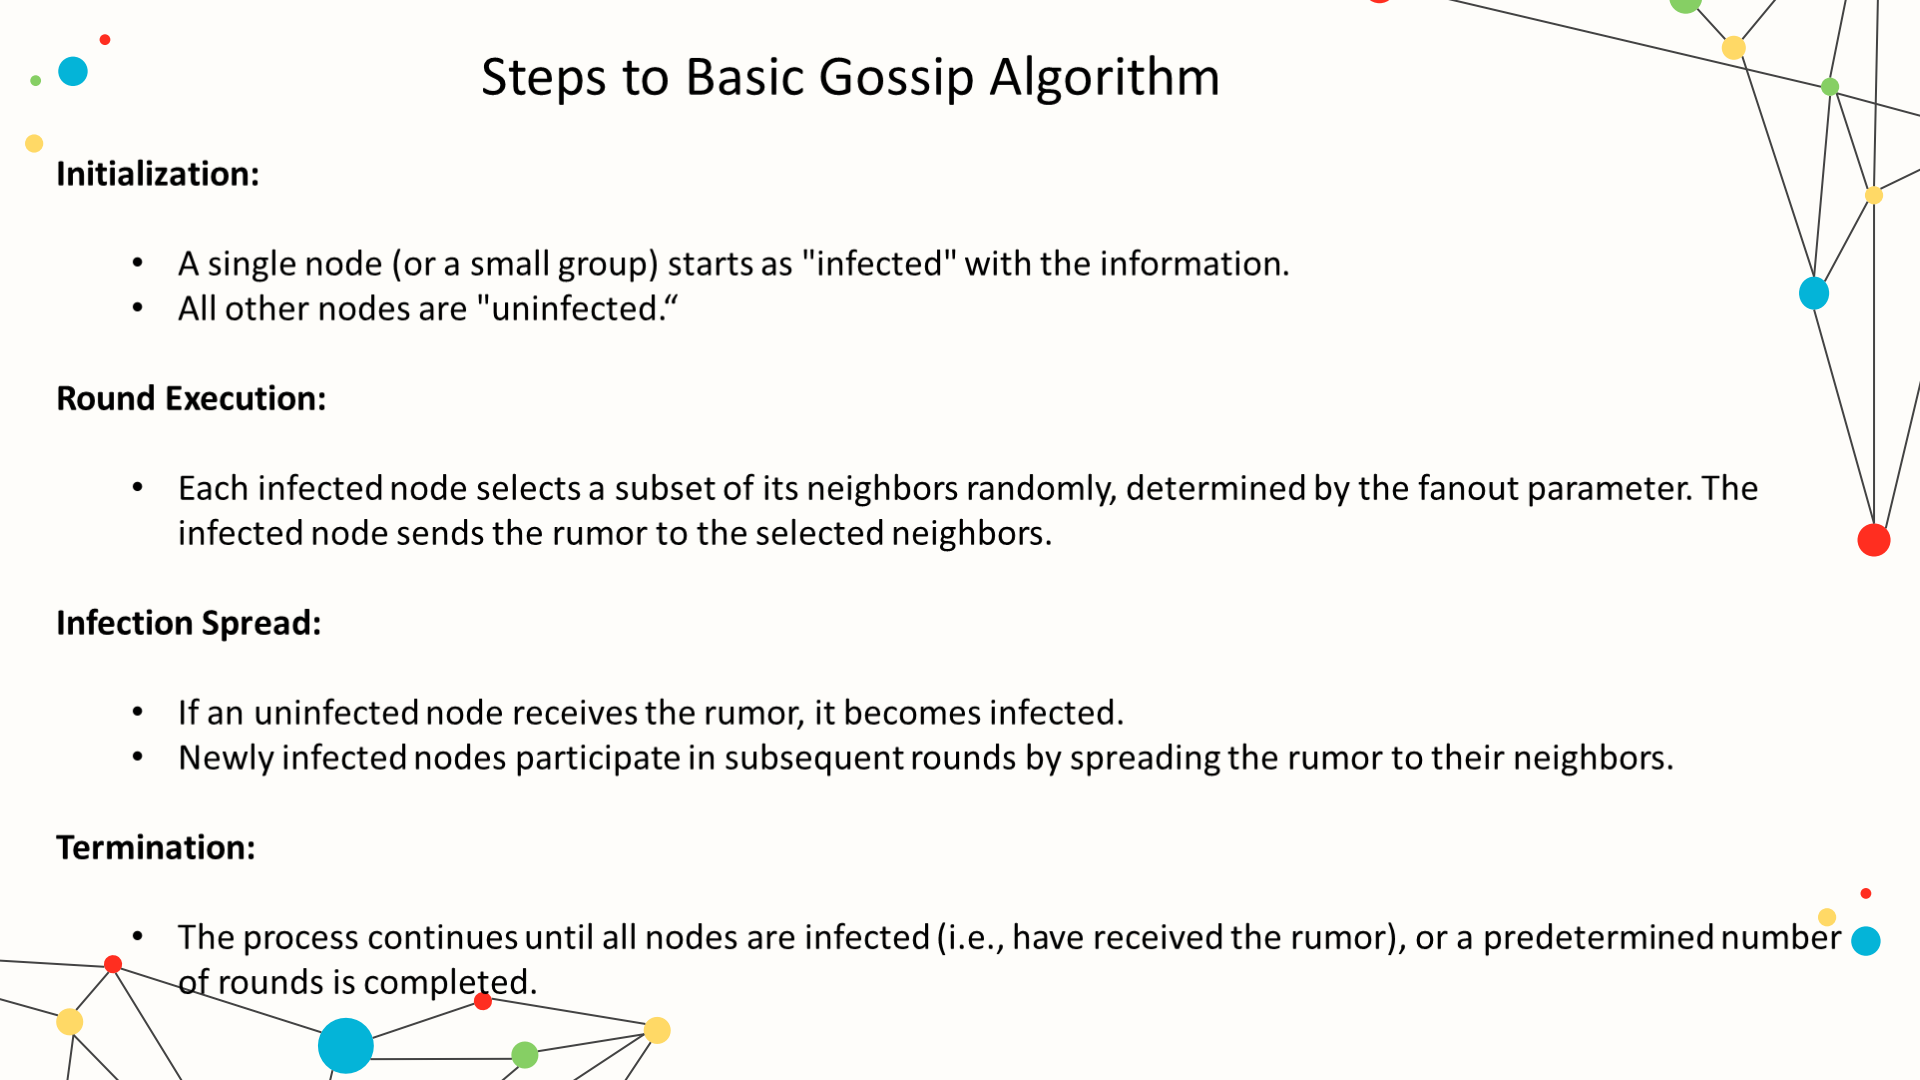 Steps to Basic Gossip Algorithm
Initialization:
• A single node (or a small group) starts as "infected" with the information.
• All other nodes are "uninfected.“
Round Execution:
• Each infected node selects a subset of its neighbors randomly, determined by the fanout parameter. The
infected node sends the rumor to the selected neighbors.
Infection Spread:
• If an uninfected node receives the rumor, it becomes infected.
• Newly infected nodes participate in subsequent rounds by spreading the rumor to their neighbors.
Termination:
• The process continues until all nodes are infected (i.e., have received the rumor), or a predetermined number
of rounds is completed.